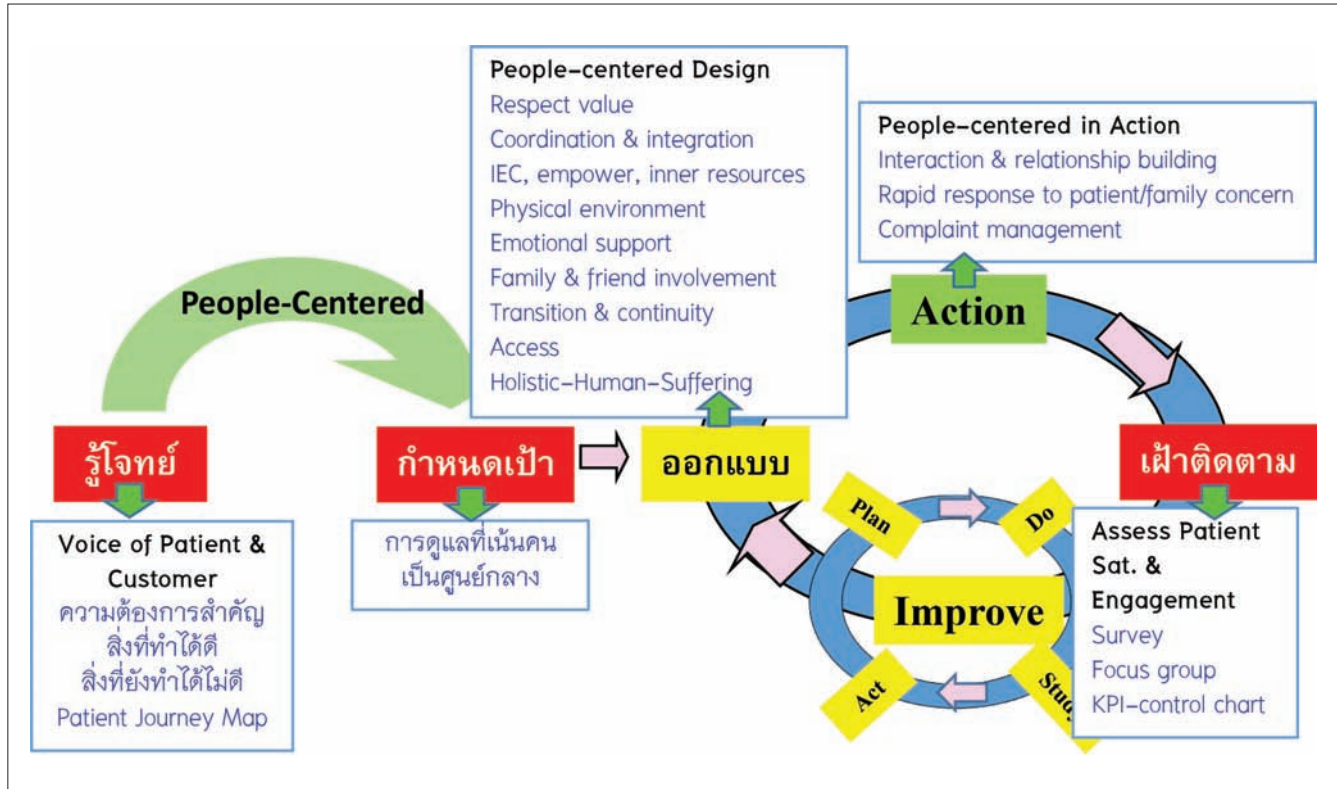 People-centered Design
Respect value
Coordination & integration
IEC, empower, inner resources
Physical environment
Emotional support
Family & friend involvement
Transition & continuity
Access
Holistic-Human-Suffering
People-centered in Action
Interaction & relationship building
Rapid response to patient/family concern
Complaint management
People-Centered
Action
รู้โจทย์
กำหนดเป้า
ออกแบบ
เฝ้าติดตาม
Voice of Patient &
Customer
ความต้องการสำคัญ
สิ่งที่ทำได้ดี
สิ่งที่ยังทำได้ไม่ดี
Patient Journey Map
การดูแลที่เน้นคน
เป็นศูนย์กลาง
Plan
Do
Improve
Act
Study
Assess Patient
Sat. &
Engagement
Survey
Focus group
KPI-control chart